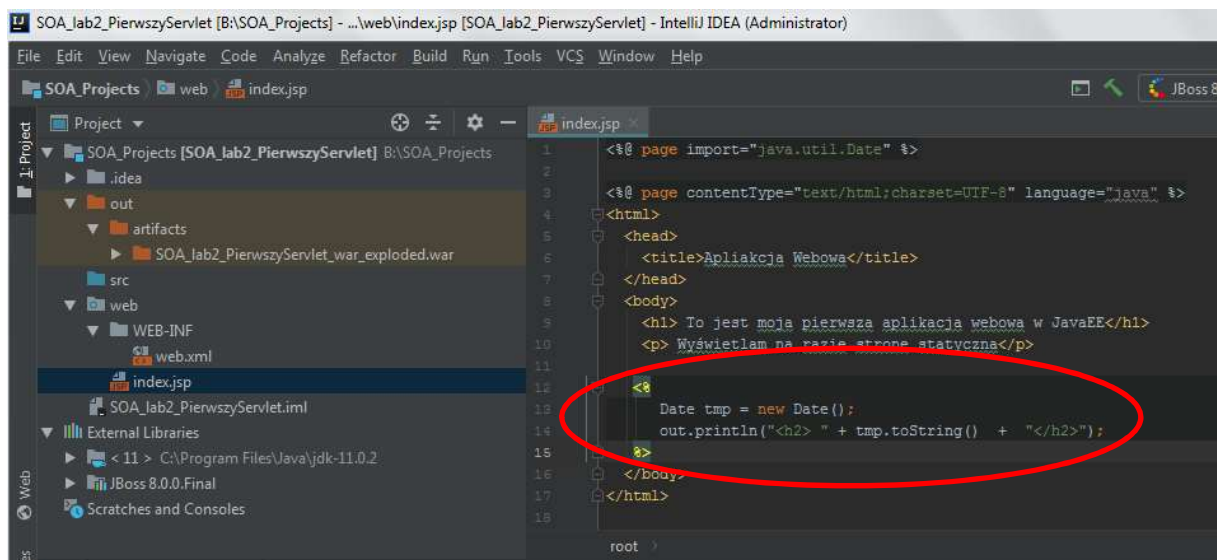 SOA_lab2_PierwszyServlet [B:\SOA_Projects] - ...\web\index.jsp [SOA_lab2_PierwszyServlet] - IntelliJ IDEA (Administrator)
File Edit View Navigate Code Analyze Refactor Build Run Tools VCS Window Help
SOA_Projects web index.jsp JBoss 8
1: Project
Project
index.jsp
SOA_Projects [SOA_lab2_PierwszyServlet] B:\SOA_Projects
.idea
out
artifacts
SOA_lab2_PierwszyServlet_war_exploded.war
src
web
WEB-INF
web.xml
index.jsp
SOA_lab2_PierwszyServlet.iml
External Libraries
< 11 > C:\Program Files\Java\jdk-11.0.2
JBoss 8.0.0.Final
Scratches and Consoles
Web
1 <%@ page import="java.util.Date" %>
2
3 <%@ page contentType="text/html;charset=UTF-8" language="java" %>
4 <html>
5 <head>
6 <title>Apliakcja Webowa</title>
7 </head>
8 <body>
9 <h1> To jest moja pierwsza aplikacja webowa w JavaEE</h1>
10 <p> Wyświetlam na razie stronę statyczną</p>
11
12 <%
13 Date tmp = new Date();
14 out.println("<h2> " + tmp.toString() + "</h2>");
15 %>
16 </body>
17 </html>
18
root